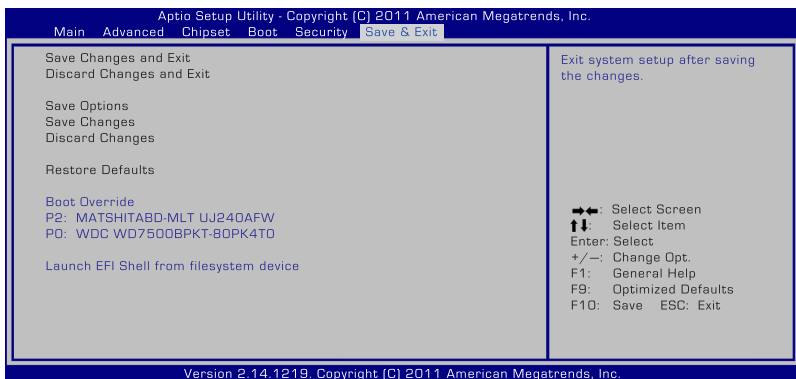 Aptio Setup Utility - Copyright (C) 2011 American Megatrends, Inc.
Main Advanced Chipset Boot Security Save & Exit
Save Changes and Exit
Discard Changes and Exit
Save Options
Save Changes
Discard Changes
Restore Defaults
Boot Override
P2: MATSHITABD-MLT UJ240AFW
P0: WDC WD7500BPKT-80PK4T0
Launch EFI Shell from filesystem device
Exit system setup after saving
the changes.
→←: Select Screen
↑↓: Select Item
Enter: Select
+/—: Change Opt.
F1: General Help
F9: Optimized Defaults
F10: Save ESC: Exit
Version 2.14.1219. Copyright (C) 2011 American Megatrends, Inc.